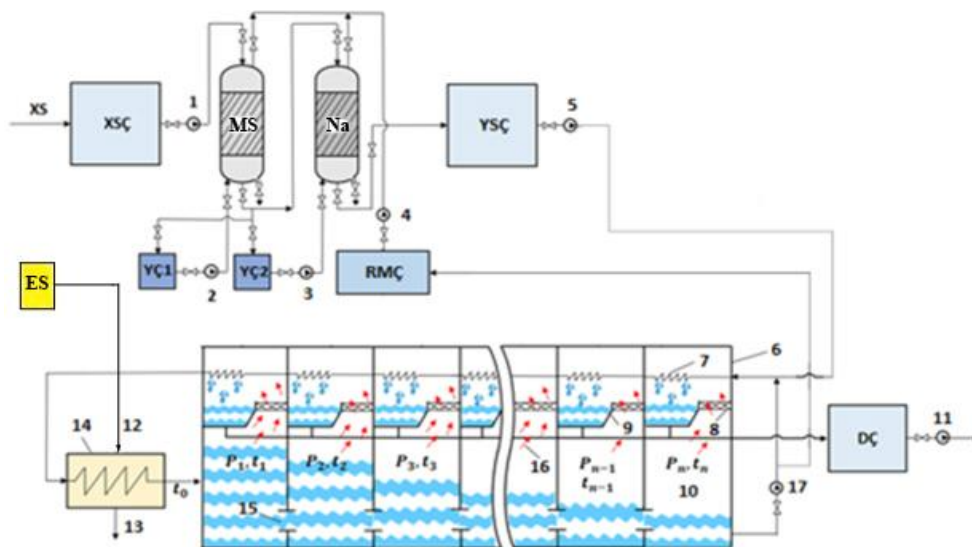 XS
XSÇ
1
MS
Na
YSÇ
5
4
YÇ1
2
YÇ2
3
RMÇ
ES
14
12
t₀
13
7
6
9
8
P₁, t₁
P₂, t₂
P₃, t₃
16
Pₙ₋₁
tₙ₋₁
Pₙ, tₙ
10
15
DÇ
11
17